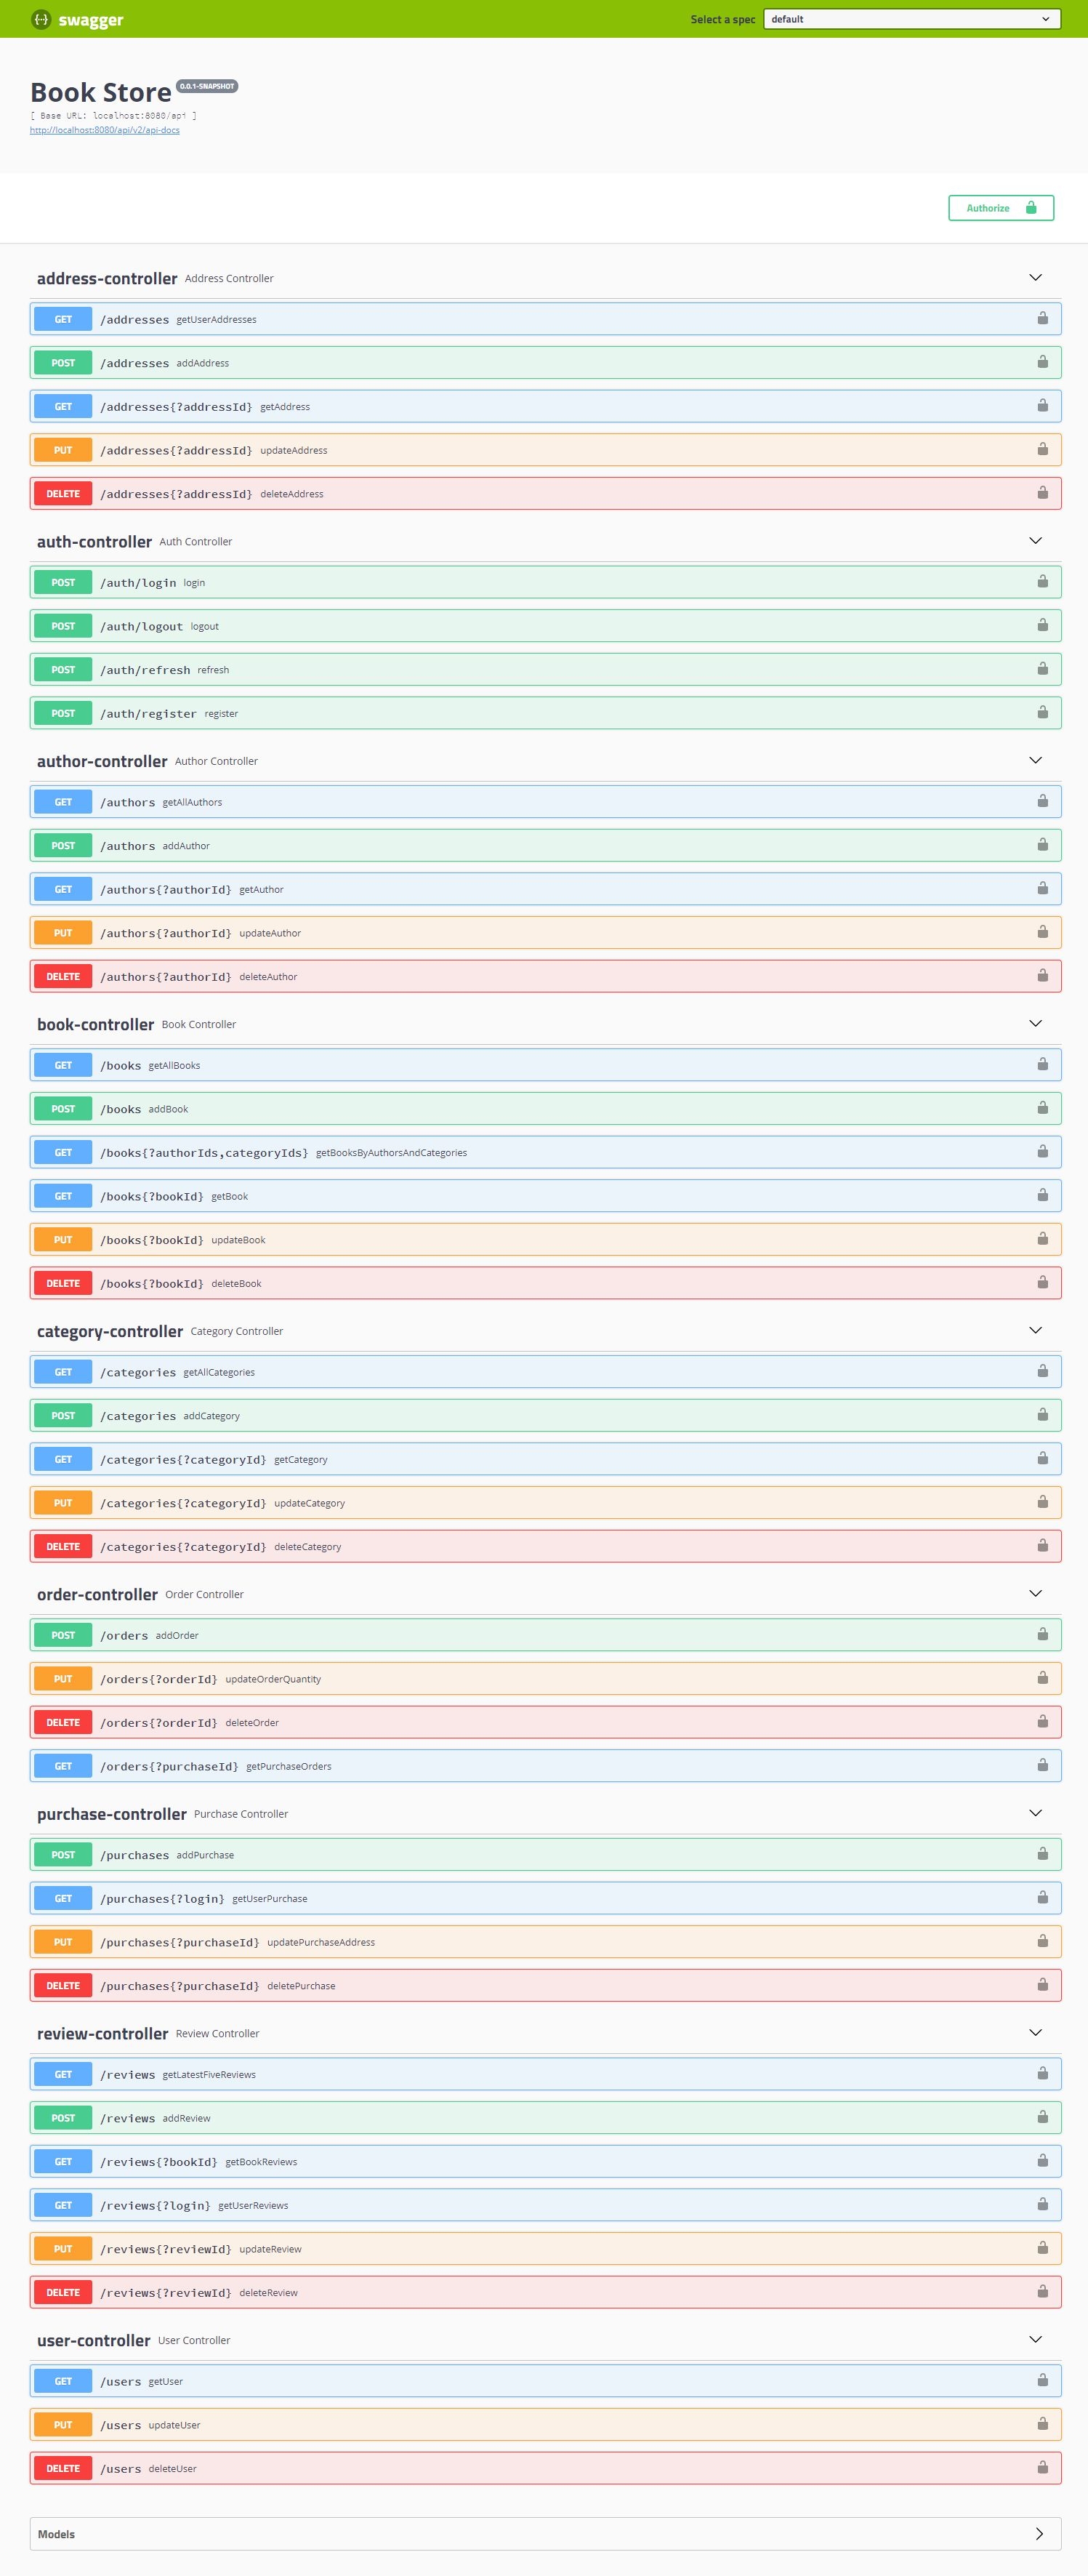 swagger Select a spec default
Book Store 0.0.1-SNAPSHOT
[ Base URL: localhost:8080/api ]
http://localhost:8080/api/v2/api-docs
Authorize
address-controller Address Controller
GET /addresses getUserAddresses
POST /addresses addAddress
GET /addresses{?addressId} getAddress
PUT /addresses{?addressId} updateAddress
DELETE /addresses{?addressId} deleteAddress
auth-controller Auth Controller
POST /auth/login login
POST /auth/logout logout
POST /auth/refresh refresh
POST /auth/register register
author-controller Author Controller
GET /authors getAllAuthors
POST /authors addAuthor
GET /authors{?authorId} getAuthor
PUT /authors{?authorId} updateAuthor
DELETE /authors{?authorId} deleteAuthor
book-controller Book Controller
GET /books getAllBooks
POST /books addBook
GET /books{?authorIds,categoryIds} getBooksByAuthorsAndCategories
GET /books{?bookId} getBook
PUT /books{?bookId} updateBook
DELETE /books{?bookId} deleteBook
category-controller Category Controller
GET /categories getAllCategories
POST /categories addCategory
GET /categories{?categoryId} getCategory
PUT /categories{?categoryId} updateCategory
DELETE /categories{?categoryId} deleteCategory
order-controller Order Controller
POST /orders addOrder
PUT /orders{?orderId} updateOrderQuantity
DELETE /orders{?orderId} deleteOrder
GET /orders{?purchaseId} getPurchaseOrders
purchase-controller Purchase Controller
POST /purchases addPurchase
GET /purchases{?login} getUserPurchase
PUT /purchases{?purchaseId} updatePurchaseAddress
DELETE /purchases{?purchaseId} deletePurchase
review-controller Review Controller
GET /reviews getLatestFiveReviews
POST /reviews addReview
GET /reviews{?bookId} getBookReviews
GET /reviews{?login} getUserReviews
PUT /reviews{?reviewId} updateReview
DELETE /reviews{?reviewId} deleteReview
user-controller User Controller
GET /users getUser
PUT /users updateUser
DELETE /users deleteUser
Models